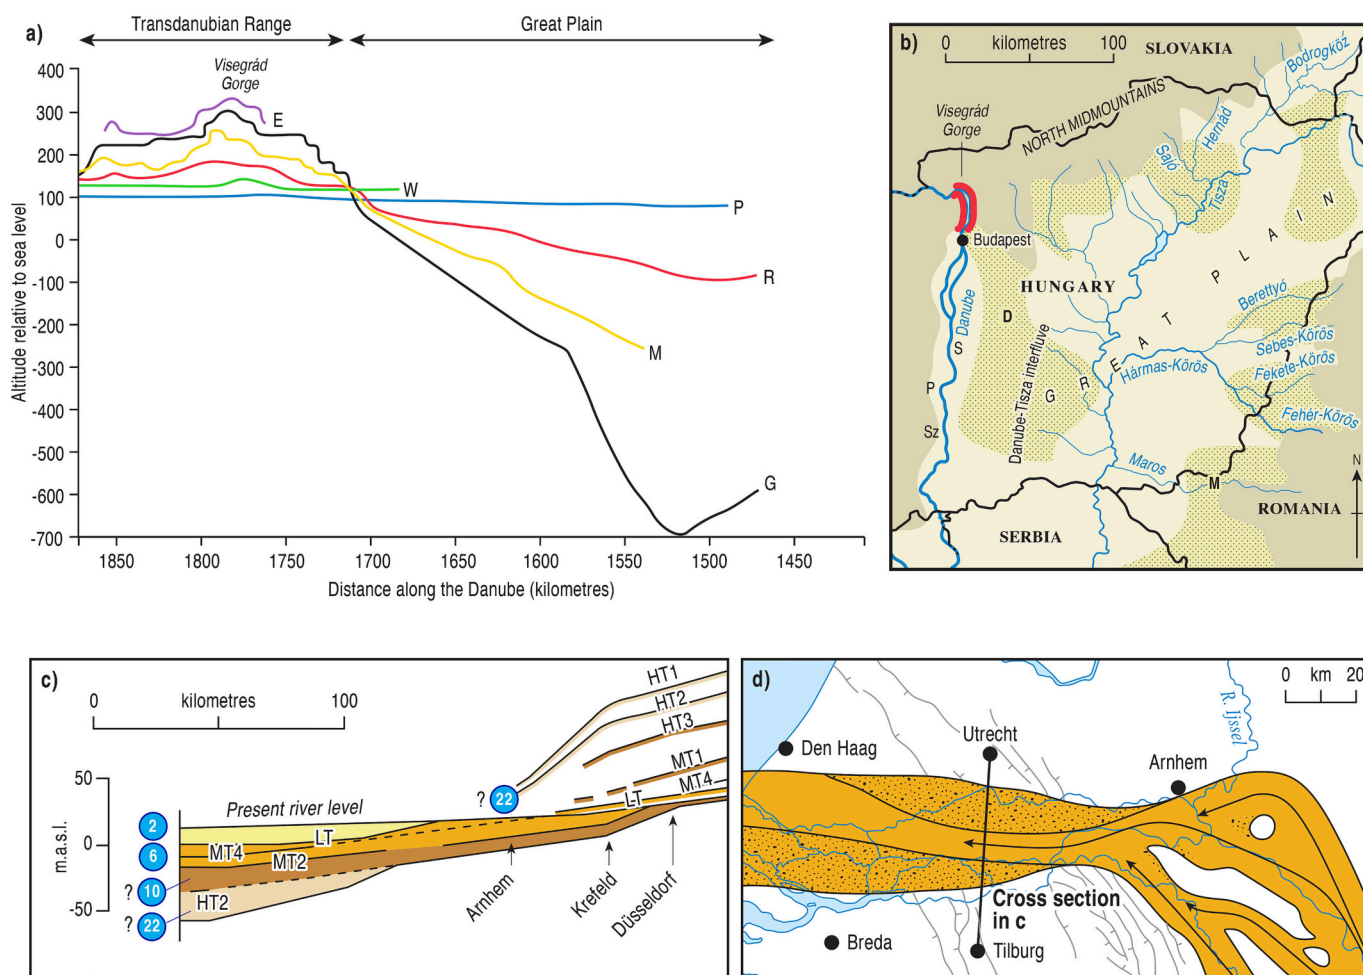 a)
Transdanubian Range
Great Plain
Visegrád
Gorge
400
300
200
100
0
-100
-200
-300
-400
-500
-600
-700
Altitude relative to sea level
E
W
P
R
M
G
1850
1800
1750
1700
1650
1600
1550
1500
1450
Distance along the Danube (kilometres)
b)
0 kilometres 100
SLOVAKIA
Bodrogköz
Visegrád
Gorge
NORTH MIDMOUNTAINS
Hernád
Sajó
Tisza
Budapest
HUNGARY
GREAT PLAIN
Danube
D
S
P
Sz
Danube-Tisza interfluve
Berettyó
Sebes-Körös
Hármas-Körös
Fekete-Körös
Fehér-Körös
Maros
M
N
ROMANIA
SERBIA
c)
0 kilometres 100
HT1
HT2
HT3
MT1
MT4
LT
50
0
-50
m.a.s.l.
Present river level
? 22
2
6
? 10
? 22
LT
MT4
MT2
HT2
Arnhem
Krefeld
Düsseldorf
d)
0 km 20
R. Ijssel
Den Haag
Utrecht
Arnhem
Cross section
in c
Breda
Tilburg